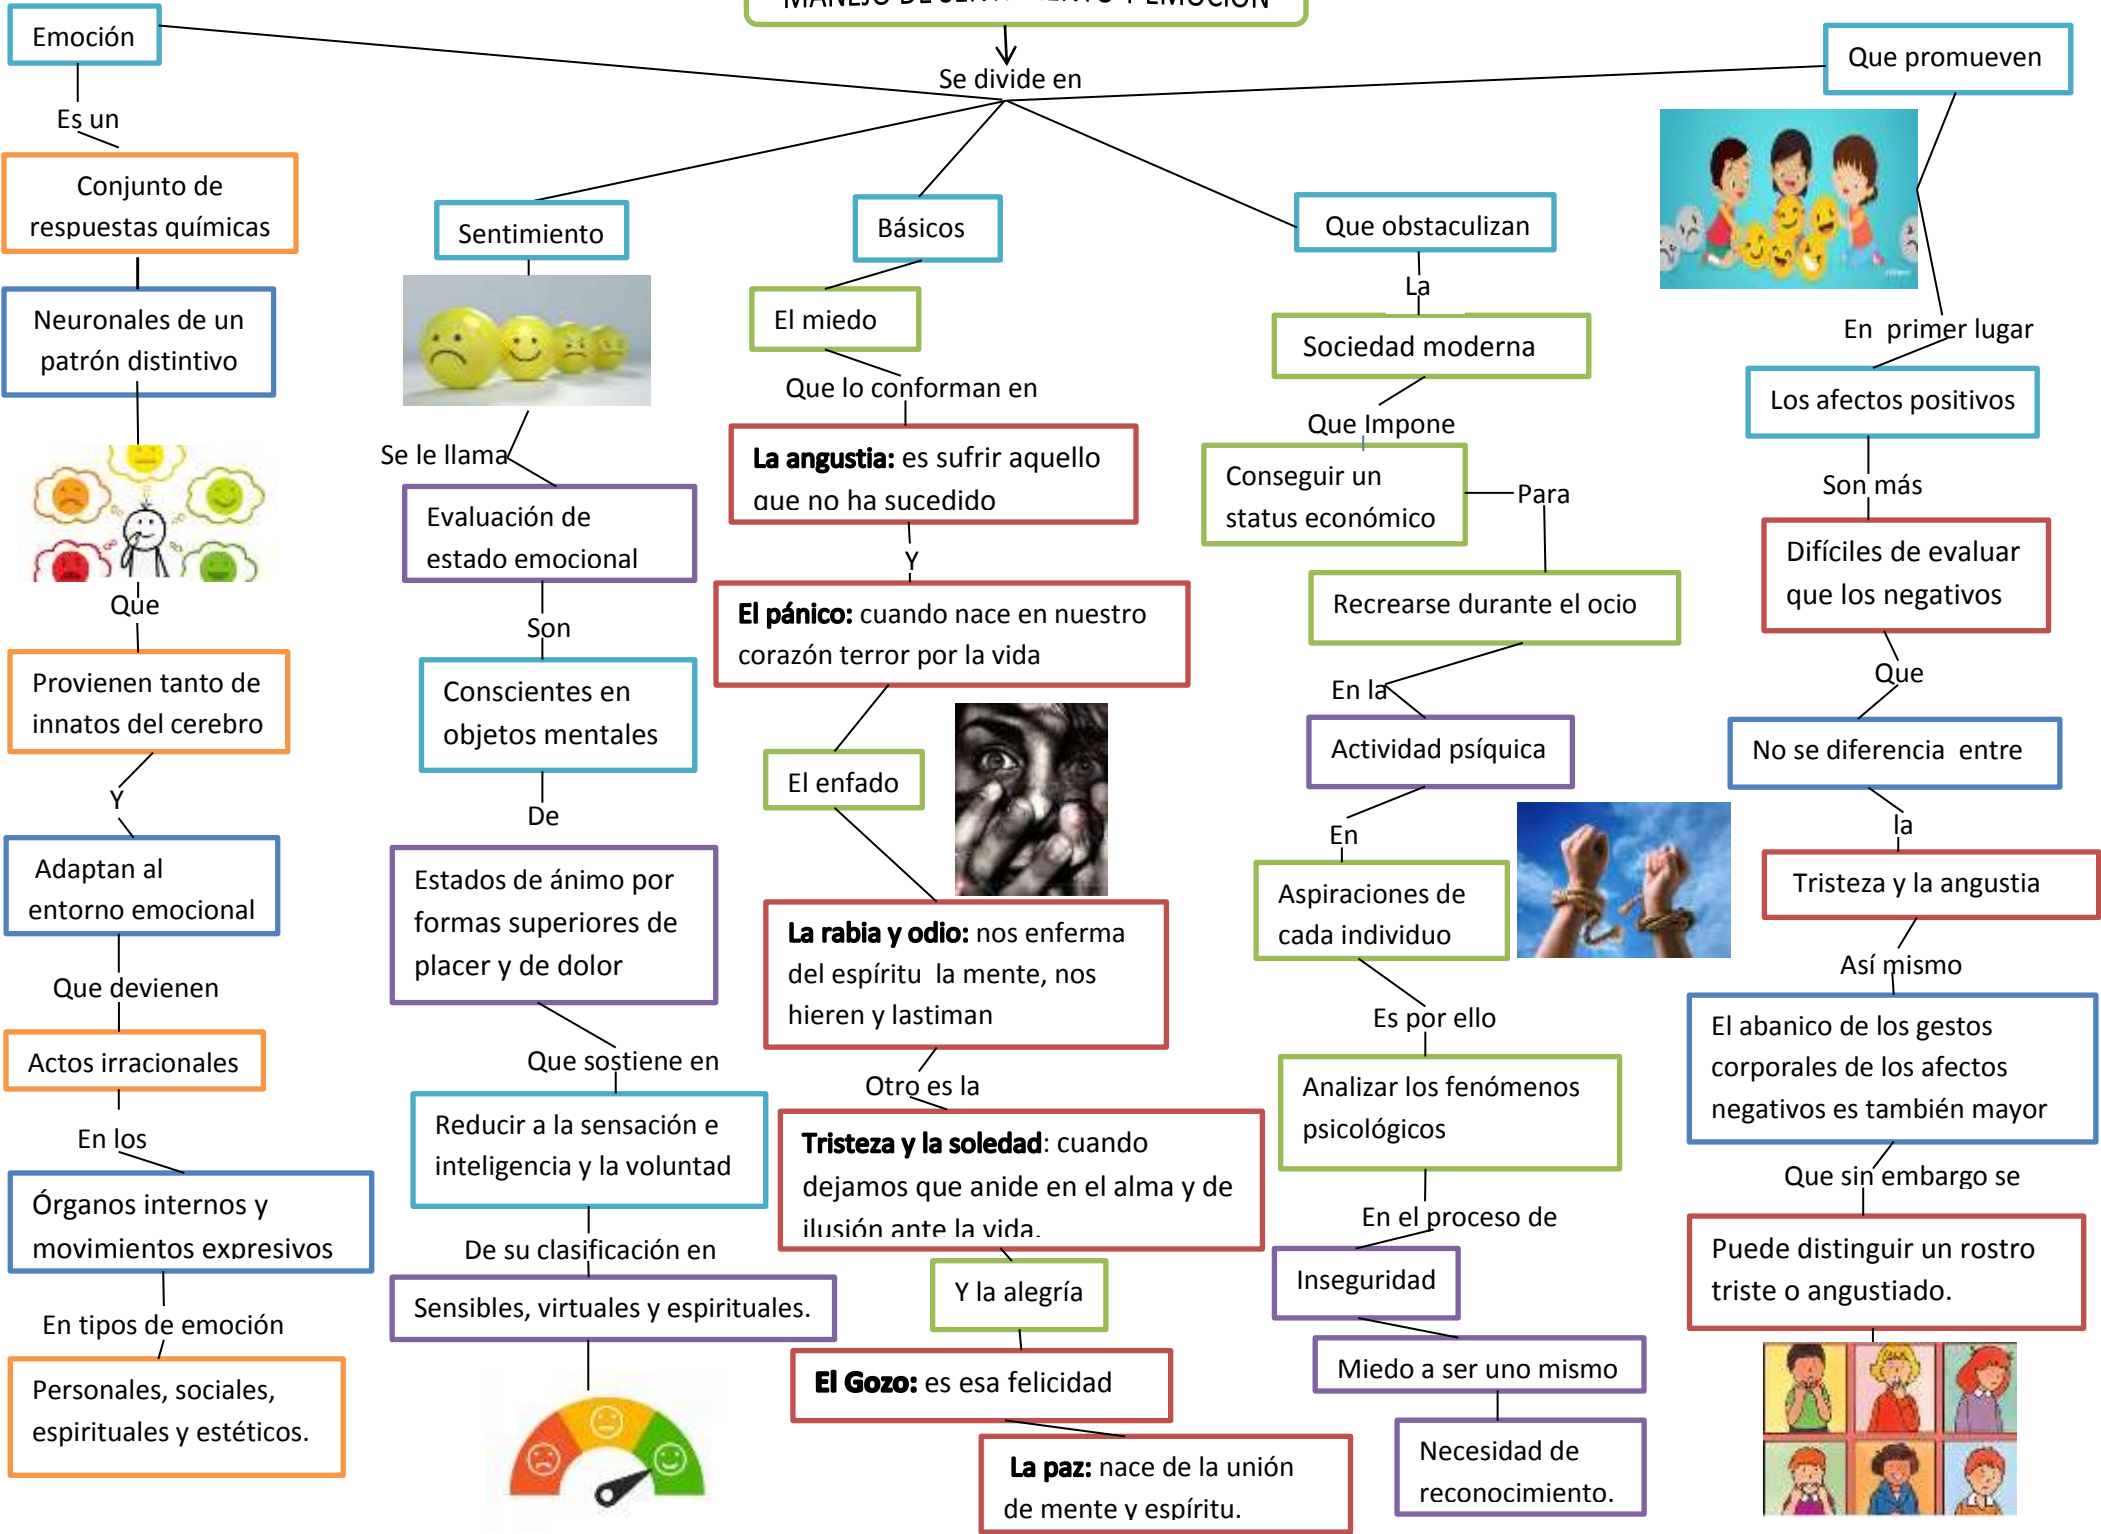 MANEJO DE SENTIMIENTO Y EMOCIÓN
Se divide en
Emoción
Es un
Conjunto de
respuestas químicas
Neuronales de un
patrón distintivo
Que
Provienen tanto de
innatos del cerebro
Y
Adaptan al
entorno emocional
Que devienen
Actos irracionales
En los
Órganos internos y
movimientos expresivos
En tipos de emoción
Personales, sociales,
espirituales y estéticos.
Sentimiento
Se le llama
Evaluación de
estado emocional
Son
Conscientes en
objetos mentales
De
Estados de ánimo por
formas superiores de
placer y de dolor
Que sostiene en
Reducir a la sensación e
inteligencia y la voluntad
De su clasificación en
Sensibles, virtuales y espirituales.
Básicos
El miedo
Que lo conforman en
La angustia: es sufrir aquello
que no ha sucedido
Y
El pánico: cuando nace en nuestro
corazón terror por la vida
El enfado
La rabia y odio: nos enferma
del espíritu la mente, nos
hieren y lastiman
Otro es la
Tristeza y la soledad: cuando
dejamos que anide en el alma y de
ilusión ante la vida.
Y la alegría
El Gozo: es esa felicidad
La paz: nace de la unión
de mente y espíritu.
Que obstaculizan
La
Sociedad moderna
Que Impone
Conseguir un
status económico
Para
Recrearse durante el ocio
En la
Actividad psíquica
En
Aspiraciones de
cada individuo
Es por ello
Analizar los fenómenos
psicológicos
En el proceso de
Inseguridad
Miedo a ser uno mismo
Necesidad de
reconocimiento.
Que promueven
En primer lugar
Los afectos positivos
Son más
Difíciles de evaluar
que los negativos
Que
No se diferencia entre
la
Tristeza y la angustia
Así mismo
El abanico de los gestos
corporales de los afectos
negativos es también mayor
Que sin embargo se
Puede distinguir un rostro
triste o angustiado.